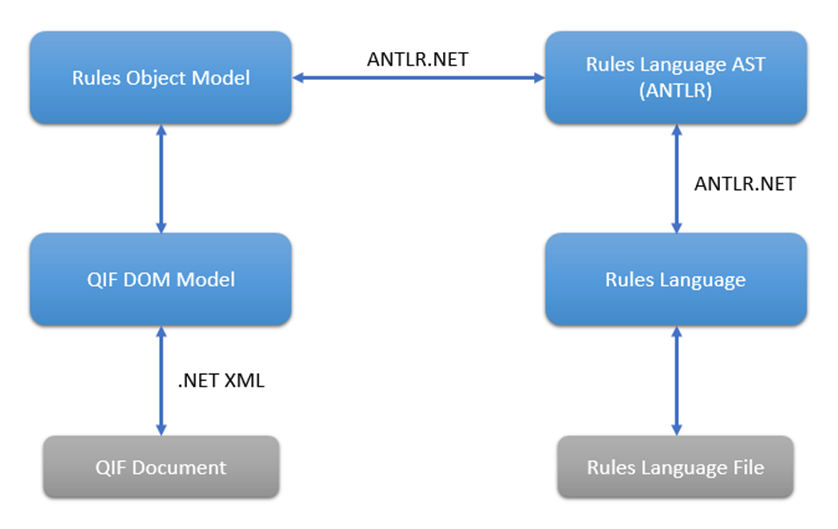 Rules Object Model
ANTLR.NET
Rules Language AST
(ANTLR)
ANTLR.NET
QIF DOM Model
Rules Language
.NET XML
QIF Document
Rules Language File